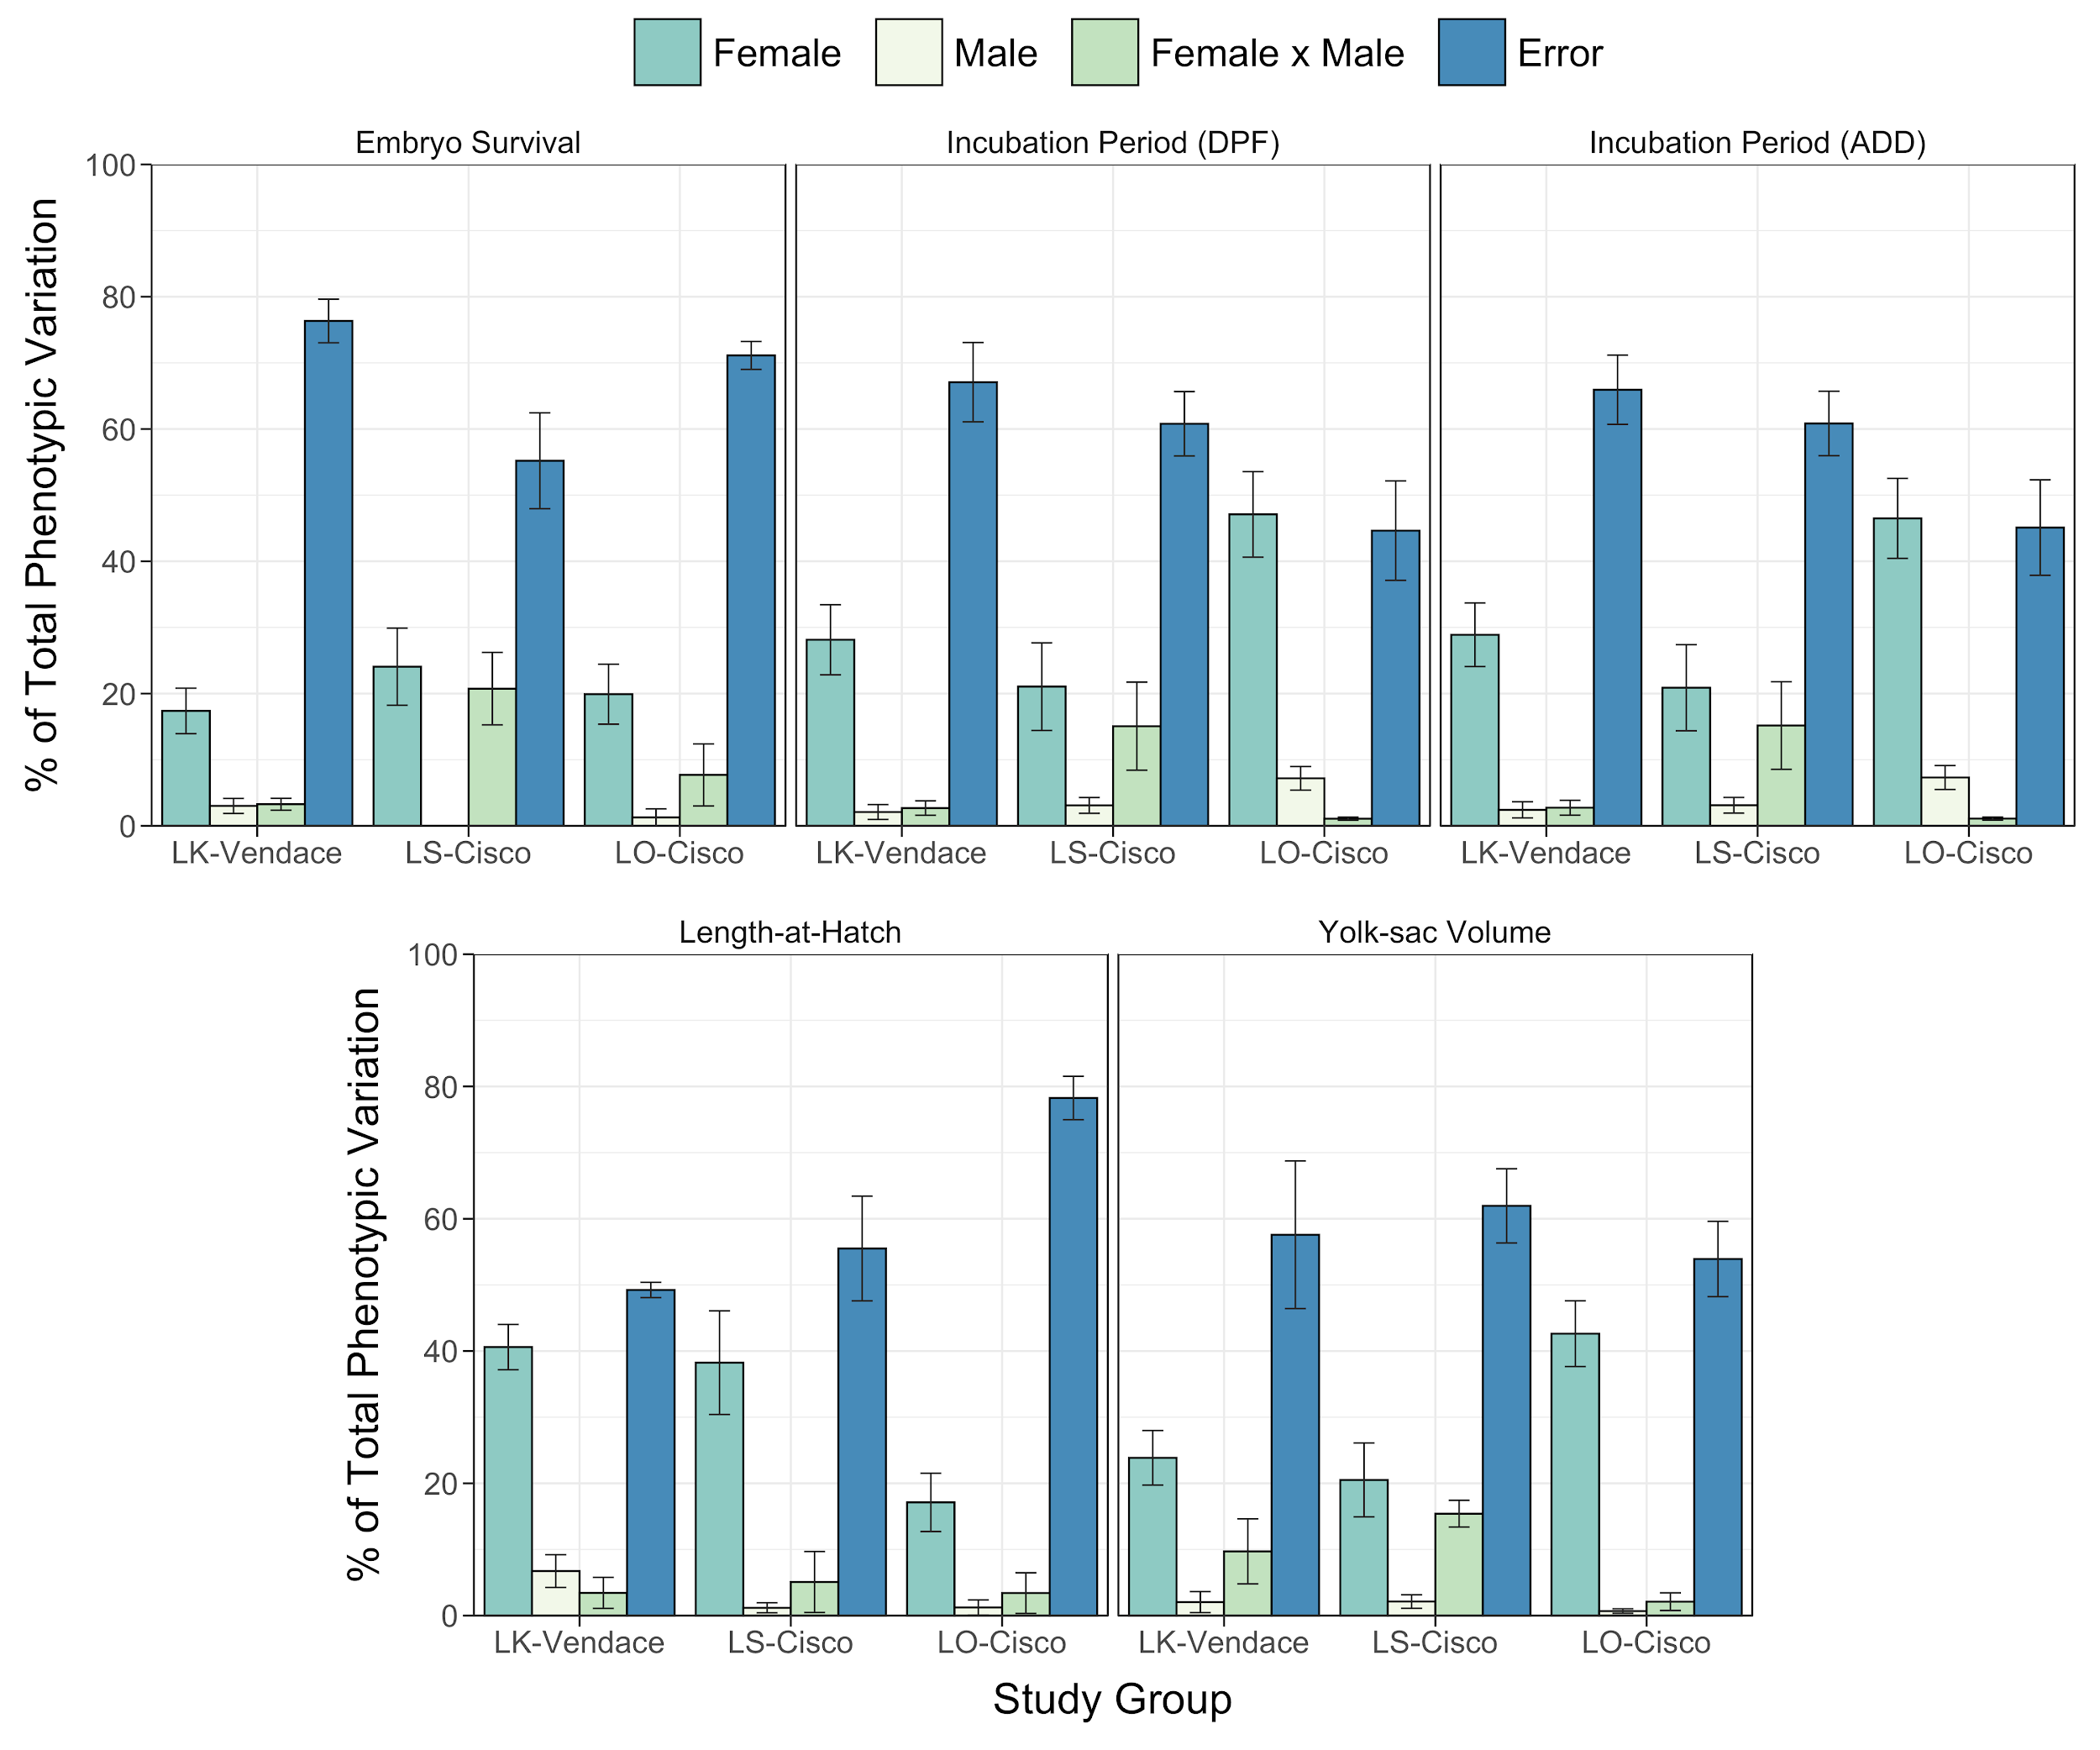 Female Male Female x Male Error
Embryo Survival Incubation Period (DPF) Incubation Period (ADD)
% of Total Phenotypic Variation
100
80
60
40
20
0
LK-Vendace LS-Cisco LO-Cisco LK-Vendace LS-Cisco LO-Cisco LK-Vendace LS-Cisco LO-Cisco
Length-at-Hatch Yolk-sac Volume
% of Total Phenotypic Variation
100
80
60
40
20
0
LK-Vendace LS-Cisco LO-Cisco LK-Vendace LS-Cisco LO-Cisco
Study Group